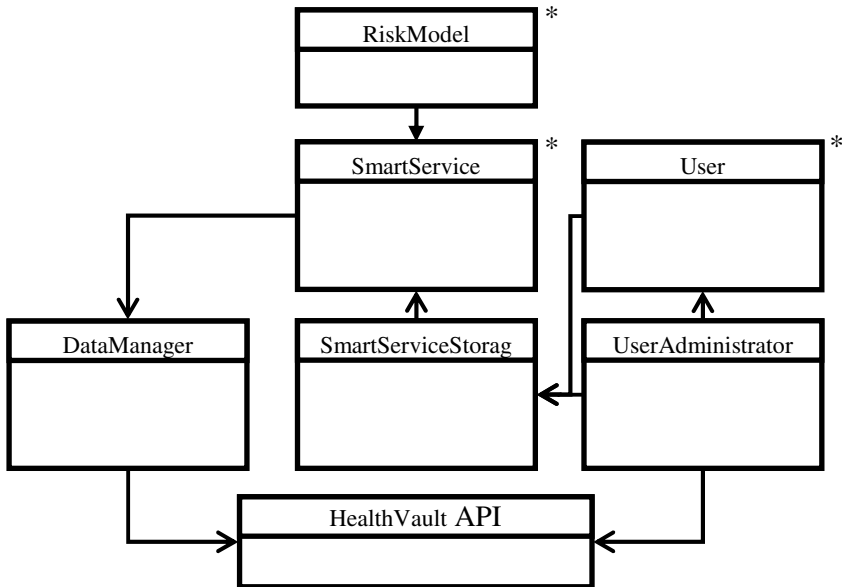 RiskModel *
SmartService *
User *
DataManager
SmartServiceStorag
UserAdministrator
HealthVault API